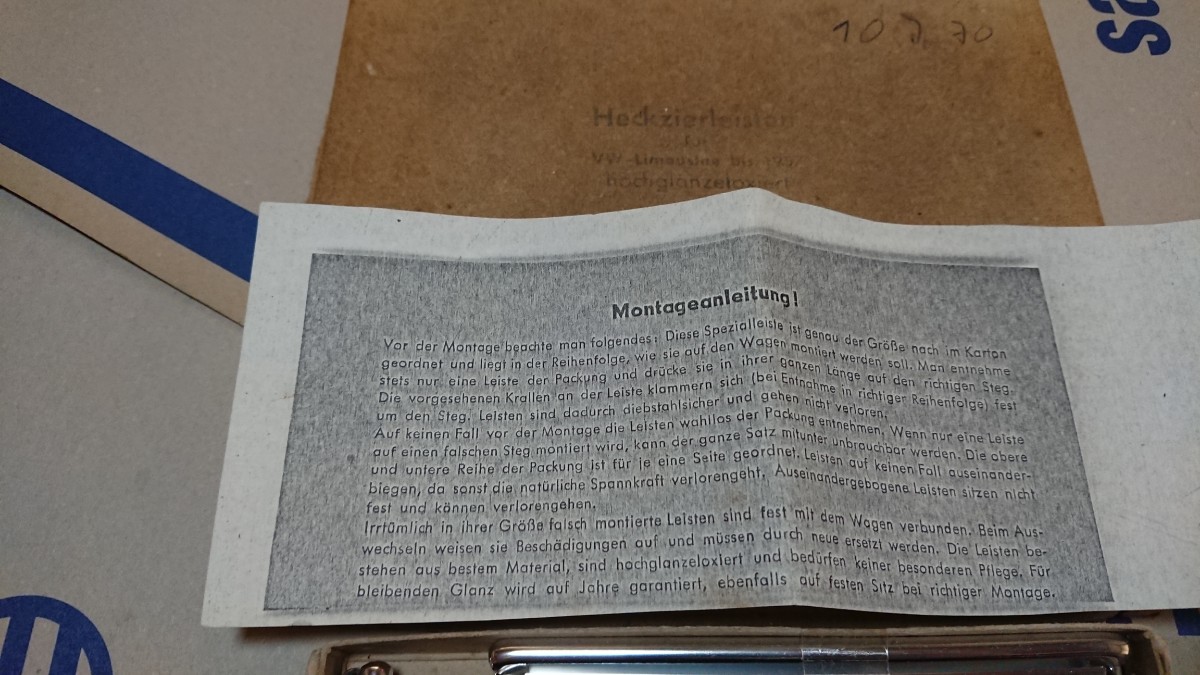 10 70
Heckzierleisten
für
VW-Limousine bis
hochglanzeloxiert
Montageanleitung!
Vor der Montage beachte man folgendes: Diese Spezialleiste ist genau der Größe nach im Karton
geordnet und liegt in der Reihenfolge, wie sie auf den Wagen montiert werden soll. Man entnehme
stets nur eine Leiste der Packung und drücke sie in ihrer ganzen Länge auf den richtigen Steg.
Die vorgesehenen Krallen an der Leiste klammern sich (bei Entnahme in richtiger Reihenfolge) fest
um den Steg. Leisten sind dadurch diebstahlsicher und gehen nicht verloren.
Auf keinen Fall vor der Montage die Leisten wahllos der Packung entnehmen. Wenn nur eine Leiste
auf einen falschen Steg montiert wird, kann der ganze Satz mitunter unbrauchbar werden. Die obere
und untere Reihe der Packung ist für je eine Seite geordnet. Leisten auf keinen Fall auseinander-
biegen, da sonst die natürliche Spannkraft verlorengeht. Auseinandergebogene Leisten sitzen nicht
fest und können verlorengehen.
Irrtümlich in ihrer Größe falsch montierte Leisten sind fest mit dem Wagen verbunden. Beim Aus-
wechseln weisen sie Beschädigungen auf und müssen durch neue ersetzt werden. Die Leisten be-
stehen aus bestem Material, sind hochglanzeloxiert und bedürfen keiner besonderen Pflege. Für
bleibenden Glanz wird auf Jahre garantiert, ebenfalls auf festen Sitz bei richtiger Montage.